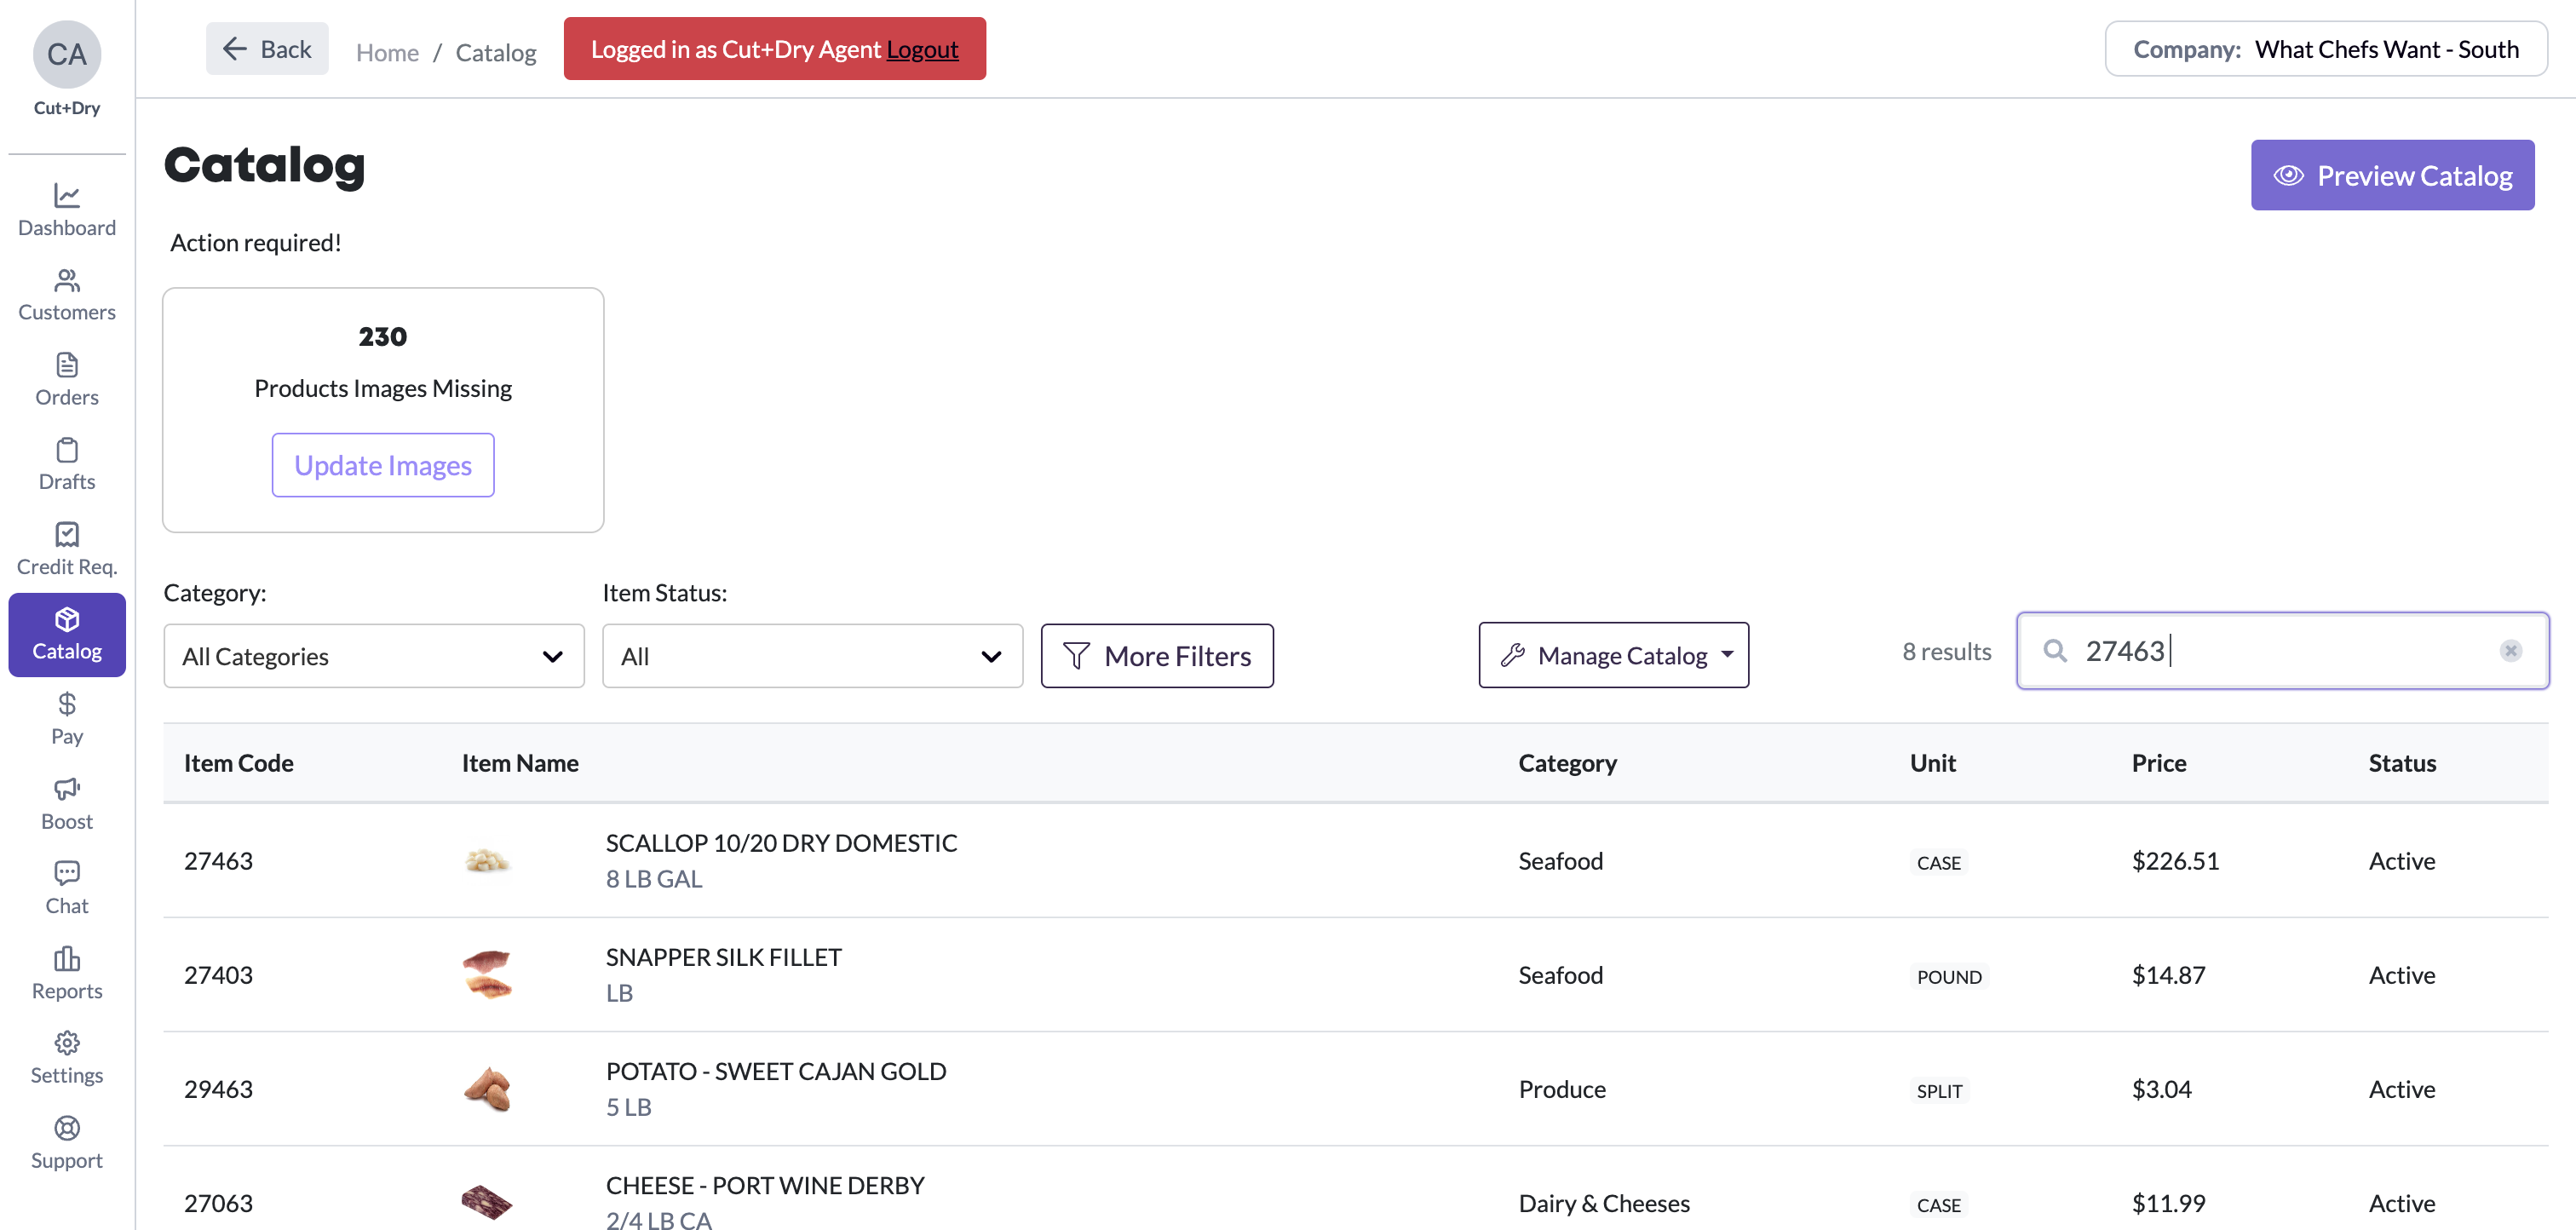 CA
Cut+Dry
Dashboard
Customers
Orders
Drafts
Credit Req.
Catalog
Pay
Boost
Chat
Reports
Settings
Support
Back
Home / Catalog
Logged in as Cut+Dry Agent Logout
Company: What Chefs Want - South
Catalog
Preview Catalog
Action required!
230
Products Images Missing
Update Images
Category:
Item Status:
All Categories
All
More Filters
Manage Catalog
8 results
27463
Item Code Item Name Category Unit Price Status
27463 SCALLOP 10/20 DRY DOMESTIC Seafood CASE $226.51 Active
8 LB GAL
27403 SNAPPER SILK FILLET Seafood POUND $14.87 Active
LB
29463 POTATO - SWEET CAJAN GOLD Produce SPLIT $3.04 Active
5 LB
27063 CHEESE - PORT WINE DERBY Dairy & Cheeses CASE $11.99 Active
2/4 LB CA